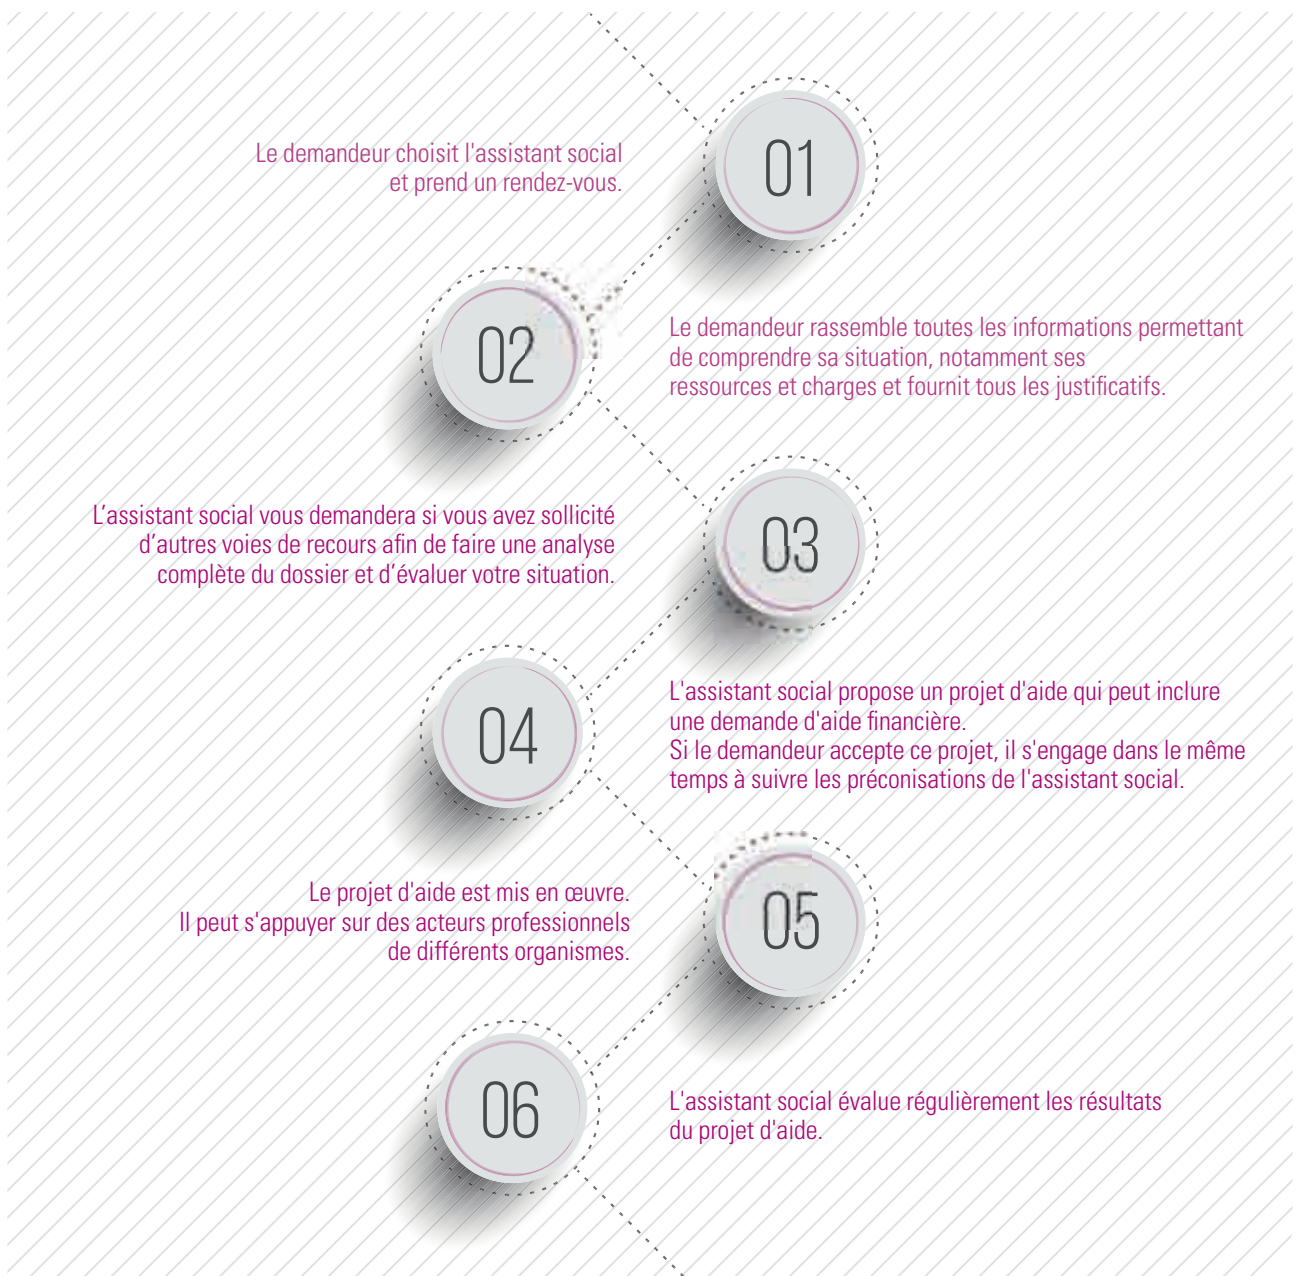 01
Le demandeur choisit l'assistant social
et prend un rendez-vous.
02
Le demandeur rassemble toutes les informations permettant
de comprendre sa situation, notamment ses
ressources et charges et fournit tous les justificatifs.
03
L’assistant social vous demandera si vous avez sollicité
d’autres voies de recours afin de faire une analyse
complète du dossier et d’évaluer votre situation.
04
L'assistant social propose un projet d'aide qui peut inclure
une demande d'aide financière.
Si le demandeur accepte ce projet, il s'engage dans le même
temps à suivre les préconisations de l'assistant social.
05
Le projet d'aide est mis en œuvre.
Il peut s'appuyer sur des acteurs professionnels
de différents organismes.
06
L'assistant social évalue régulièrement les résultats
du projet d'aide.